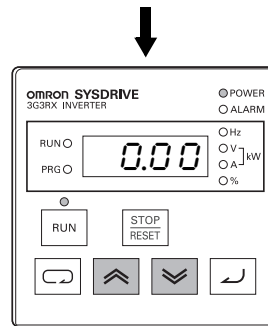 OMRON SYSDRIVE
3G3RX INVERTER
POWER
ALARM
RUN
PRG
0.00
Hz
V
A
kW
%
RUN
STOP
RESET